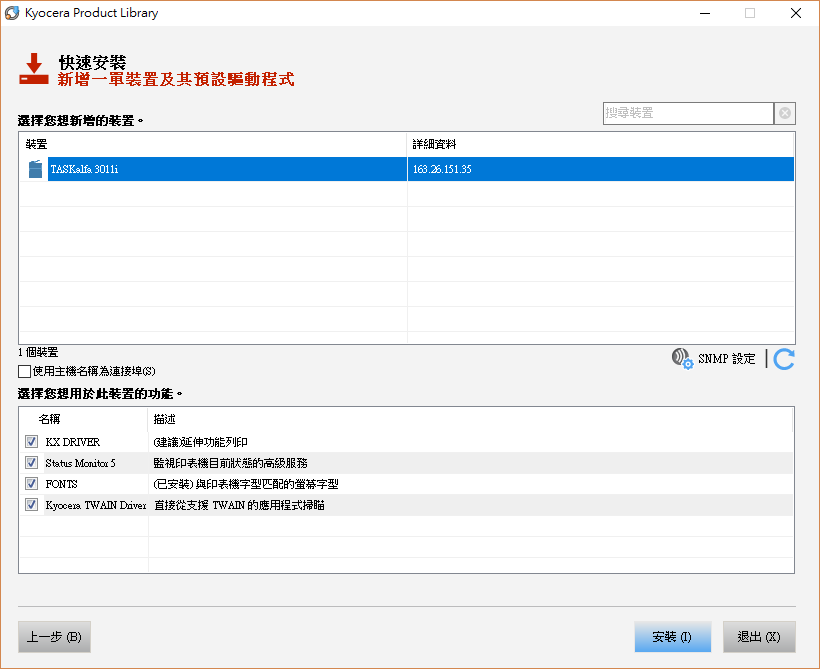 Kyocera Product Library
快速安裝
新增一單裝置及其預設驅動程式
選擇您想新增的裝置。
搜尋裝置
裝置 詳細資料
TASKalfa 3011i 163.26.151.35
1 個裝置
SNMP 設定
使用主機名稱為連接埠(S)
選擇您想用於此裝置的功能。
名稱 描述
KX DRIVER (建議)延伸功能列印
Status Monitor 5 監視印表機目前狀態的高級服務
FONTS (已安裝) 與印表機字型匹配的螢幕字型
Kyocera TWAIN Driver 直接從支援 TWAIN 的應用程式掃瞄
上一步 (B)
安裝 (I)
退出 (X)